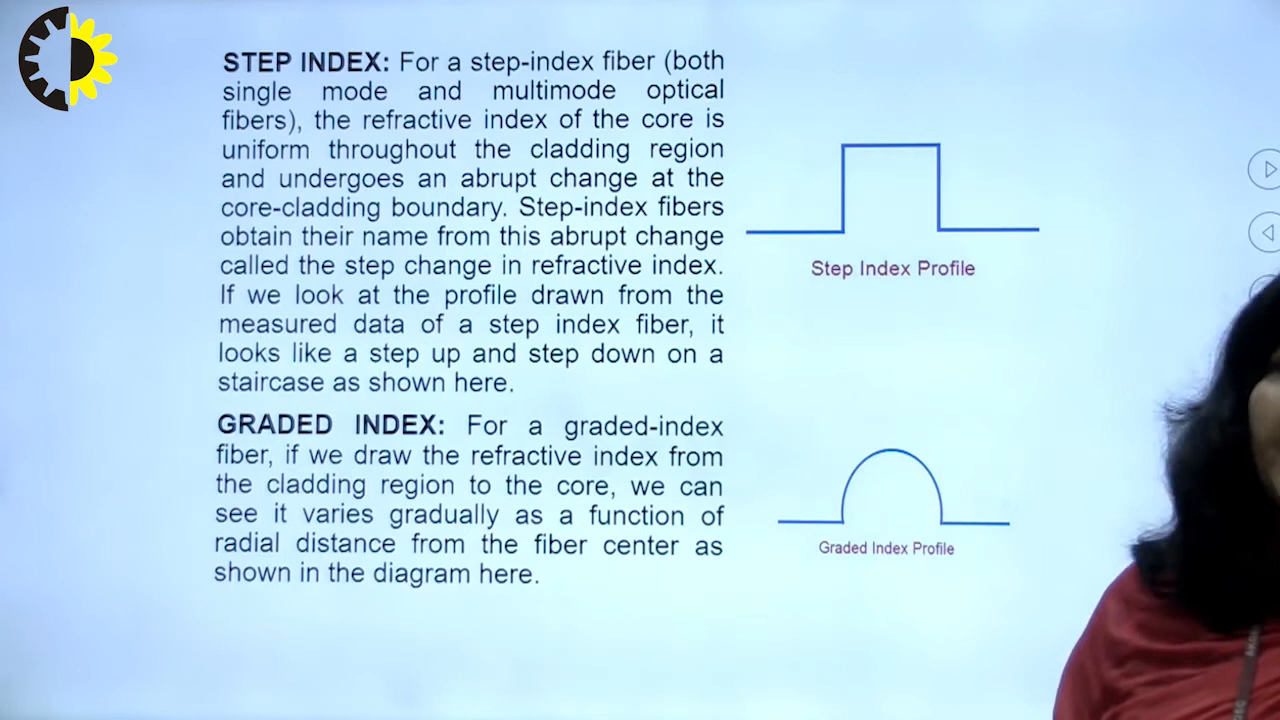 STEP INDEX: For a step-index fiber (both
single mode and multimode optical
fibers), the refractive index of the core is
uniform throughout the cladding region
and undergoes an abrupt change at the
core-cladding boundary. Step-index fibers
obtain their name from this abrupt change
called the step change in refractive index.
If we look at the profile drawn from the
measured data of a step index fiber, it
looks like a step up and step down on a
staircase as shown here.
Step Index Profile
GRADED INDEX: For a graded-index
fiber, if we draw the refractive index from
the cladding region to the core, we can
see it varies gradually as a function of
radial distance from the fiber center as
shown in the diagram here.
Graded Index Profile